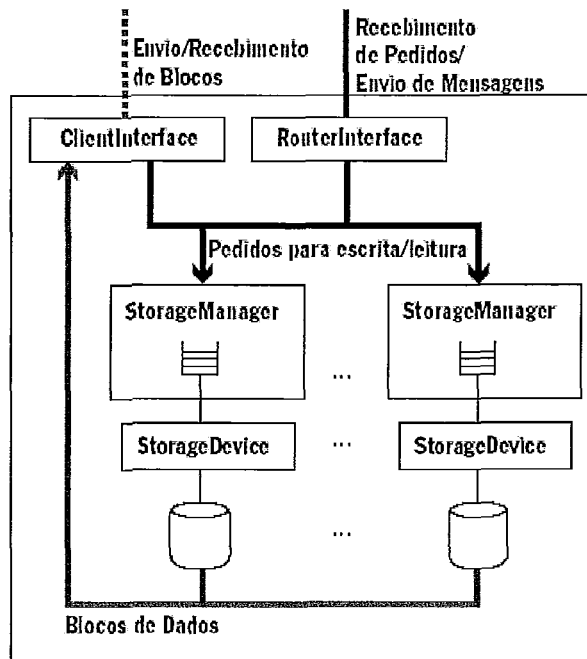 Envio/Recebimento
de Blocos
Recebimento
de Pedidos/
Envio de Mensagens
ClientInterface
RouterInterface
Pedidos para escrita/leitura
StorageManager
StorageManager
...
StorageDevice
...
StorageDevice
...
Blocos de Dados